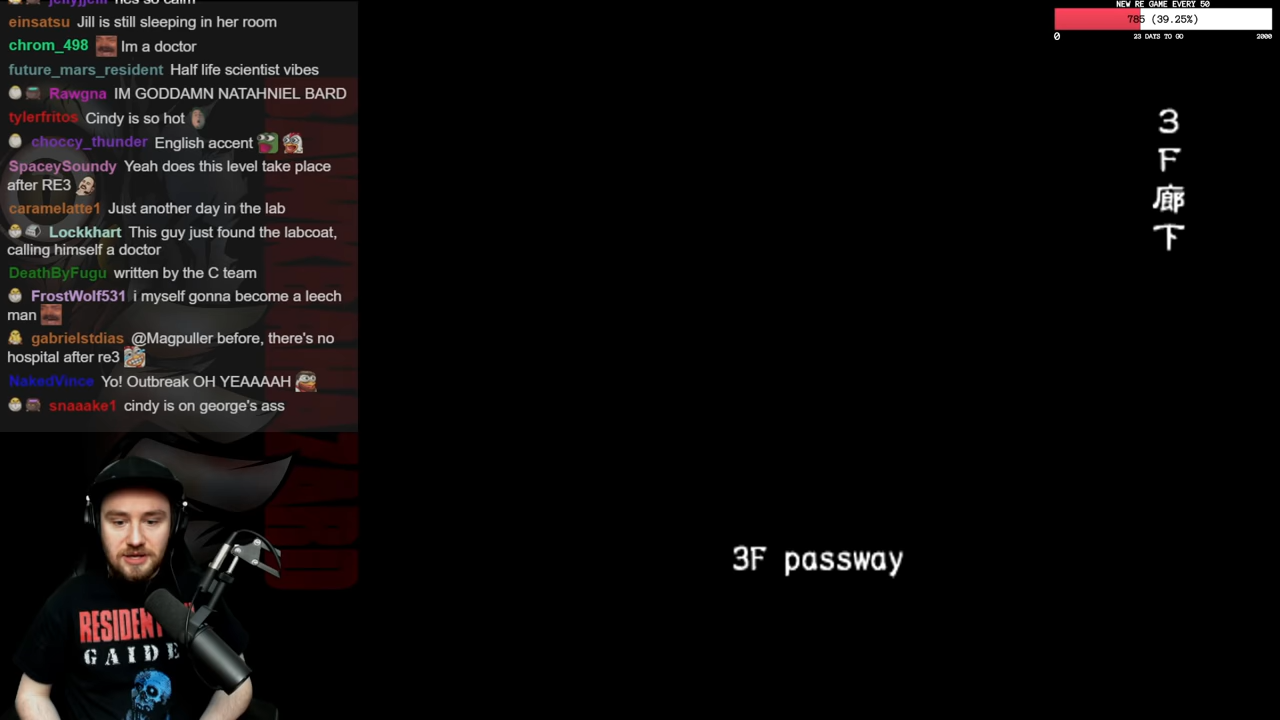 jellyjelll hes so calm
einsatsu Jill is still sleeping in her room
chrom_498 Im a doctor
future_mars_resident Half life scientist vibes
Rawgna IM GODDAMN NATAHNIEL BARD
tylerfritos Cindy is so hot
choccy_thunder English accent
SpaceySoundy Yeah does this level take place
after RE3
caramelatte1 Just another day in the lab
Lockkhart This guy just found the labcoat,
calling himself a doctor
DeathByFugu written by the C team
FrostWolf531 i myself gonna become a leech
man
gabrielstdias @Magpuller before, there's no
hospital after re3
NakedVince Yo! Outbreak OH YEAAAAH
snaaake1 cindy is on george's ass
NEW RE GAME EVERY 50
785 (39.25%)
0 23 DAYS TO GO 2000
3F廊下
3F passway
RESIDENT
GAIDE